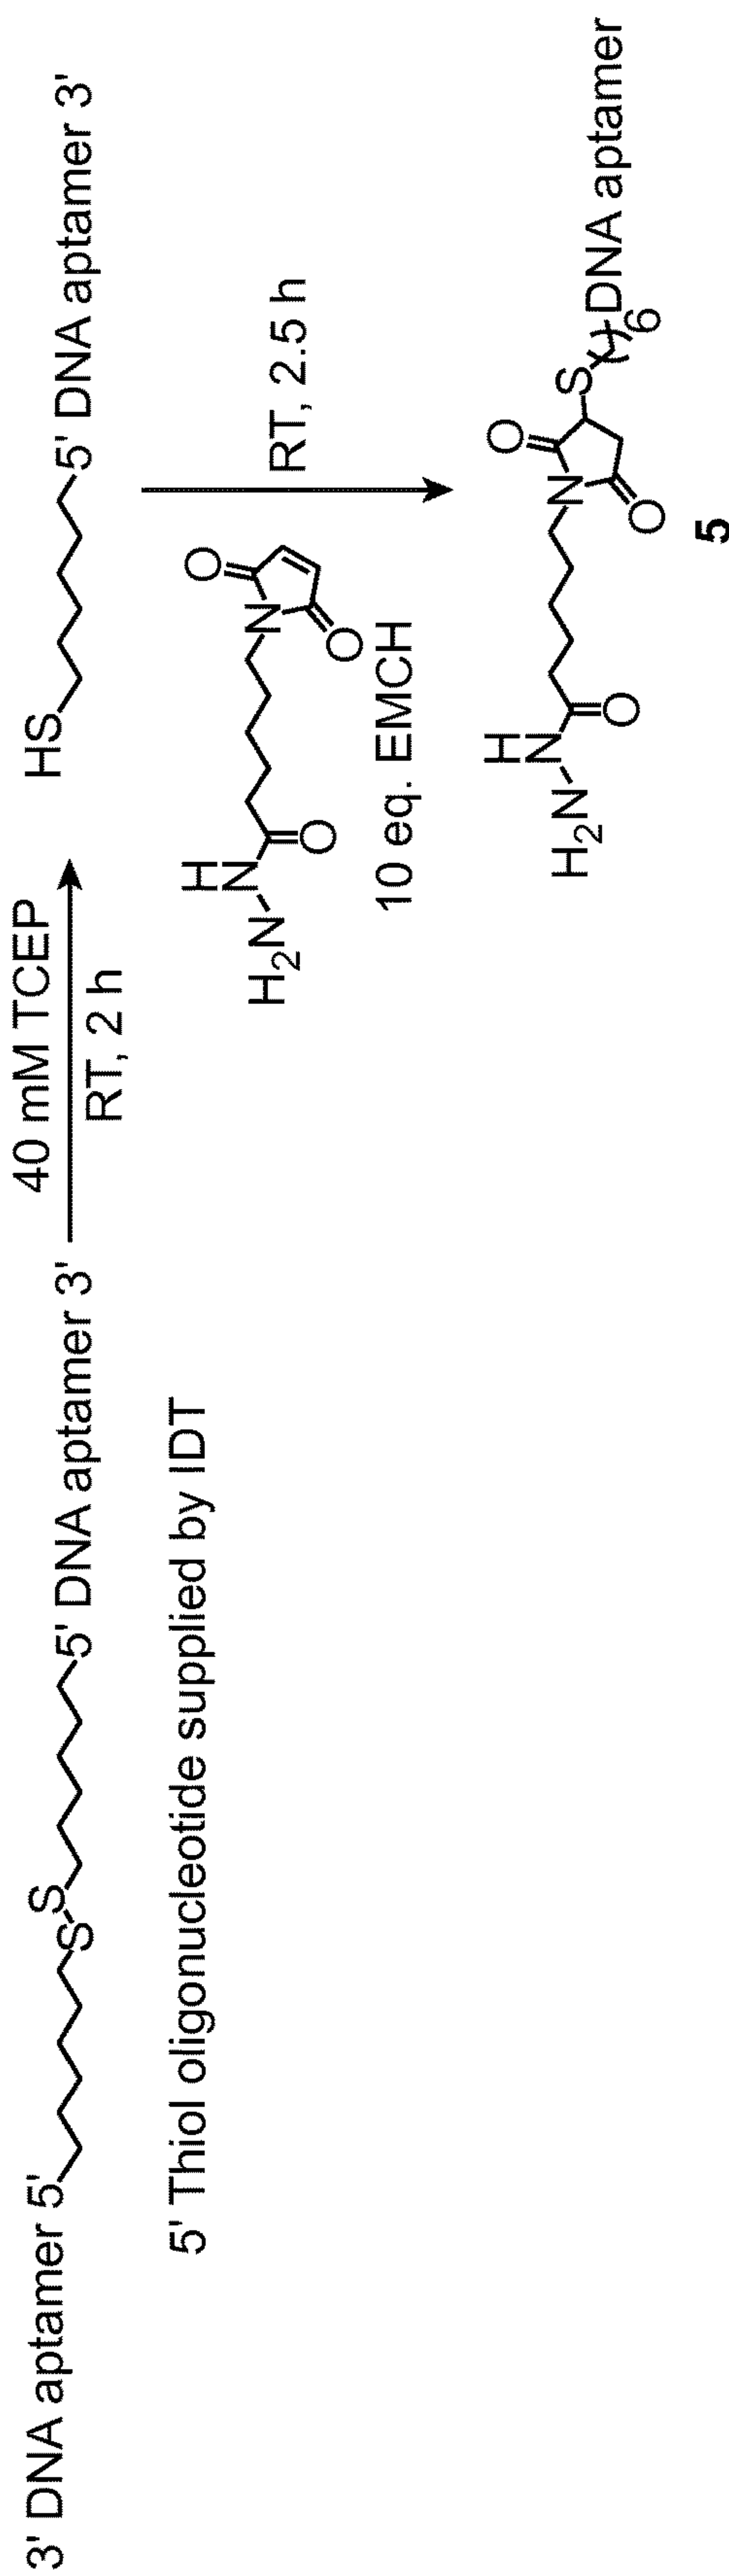 3' DNA aptamer 5' S S 5' DNA aptamer 3'
40 mM TCEP
RT, 2 h
HS 5' DNA aptamer 3'
5' Thiol oligonucleotide supplied by IDT
H2N N H O N O O
10 eq. EMCH
RT, 2.5 h
H2N N H O N O O S ( ) 6 DNA aptamer
5